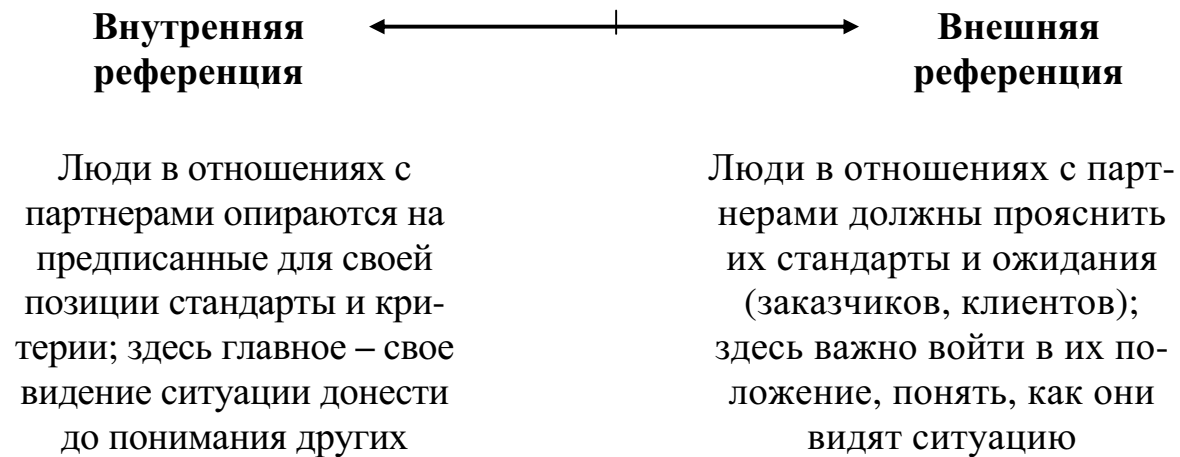 Внутренняя
референция
Внешняя
референция
Люди в отношениях с
партнерами опираются на
предписанные для своей
позиции стандарты и кри-
терии; здесь главное – свое
видение ситуации донести
до понимания других
Люди в отношениях с парт-
нерами должны прояснить
их стандарты и ожидания
(заказчиков, клиентов);
здесь важно войти в их по-
ложение, понять, как они
видят ситуацию